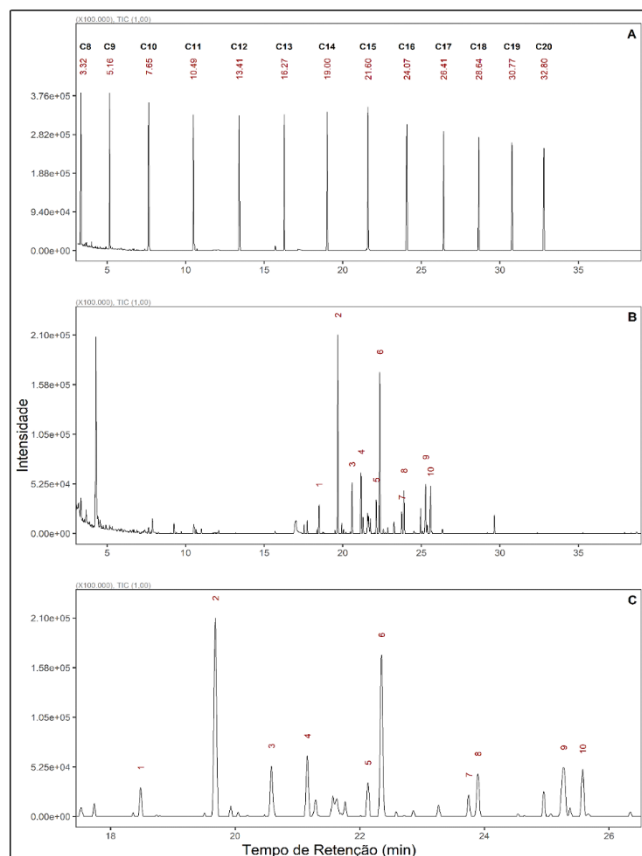 (X100.000), TIC (1,00)
A
C8 C9 C10 C11 C12 C13 C14 C15 C16 C17 C18 C19 C20
3.32 5.16 7.65 10.49 13.41 16.27 19.00 21.60 24.07 26.41 28.64 30.77 32.80
3.76e+05
2.82e+05
1.88e+05
9.40e+04
0.00e+00
5 10 15 20 25 30 35
(X100.000), TIC (1,00)
B
2
6
2.10e+05
1.58e+05
1.05e+05
5.25e+04
0.00e+00
1 3 4 5 7 8 9 10
5 10 15 20 25 30 35
Intensidade
(X100.000), TIC (1,00)
C
2
6
2.10e+05
1.58e+05
1.05e+05
5.25e+04
0.00e+00
1 3 4 5 7 8 9 10
18 20 22 24 26
Tempo de Retenção (min)